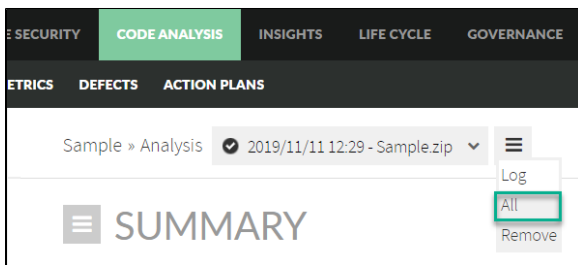 E SECURITY CODE ANALYSIS INSIGHTS LIFE CYCLE GOVERNANCE
ETRICS DEFECTS ACTION PLANS
Sample » Analysis 2019/11/11 12:29 - Sample.zip
Log
All
SUMMARY
Remove